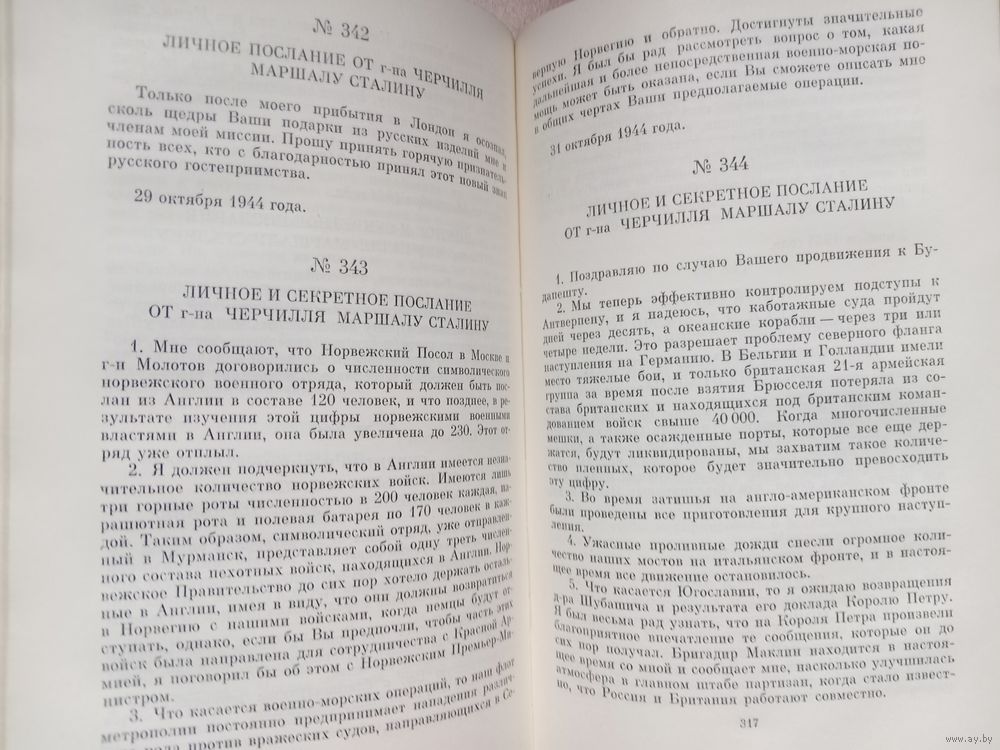 № 342
ЛИЧНОЕ ПОСЛАНИЕ ОТ г-на ЧЕРЧИЛЛЯ
МАРШАЛУ СТАЛИНУ
Только после моего прибытия в Лондон я осознал,
сколь щедры Ваши подарки из русских изделий мне и
членам моей миссии. Прошу принять горячую признатель-
ность всех, кто с благодарностью принял этот новый знак
русского гостеприимства.
29 октября 1944 года.
№ 343
ЛИЧНОЕ И СЕКРЕТНОЕ ПОСЛАНИЕ
ОТ г-на ЧЕРЧИЛЛЯ МАРШАЛУ СТАЛИНУ
1. Мне сообщают, что Норвежский Посол в Москве и
г-н Молотов договорились о численности символического
норвежского военного отряда, который должен быть пос-
лан из Англии в составе 120 человек, и что позднее, в ре-
зультате изучения этой цифры норвежскими военными
властями в Англии, она была увеличена до 230. Этот от-
ряд уже отплыл.
2. Я должен подчеркнуть, что в Англии имеется незна-
чительное количество норвежских войск. Имеются лишь
три горные роты численностью в 200 человек каждая, па-
рашютная рота и полевая батарея по 170 человек в каж-
дой. Таким образом, символический отряд, уже отправлен-
ный в Мурманск, представляет собой одну треть числен-
ного состава пехотных войск, находящихся в Англии. Нор-
вежское Правительство до сих пор хотело держать осталь-
ные в Англии, имея в виду, что они должны возвратиться
в Норвегию с нашими войсками, когда немцы будут от-
ступать, однако, если бы Вы предпочли, чтобы часть этих
войск была направлена для сотрудничества с Красной Ар-
мией, я поговорил бы об этом с Норвежским Премьер-Ми-
нистром.
3. Что касается военно-морских операций, то наш флот
метрополии постоянно предпринимает нападения различ-
рода против вражеских судов, направляющихся в Се-
верную Норвегию и обратно. Достигнуты значительные
успехи. Я был бы рад рассмотреть вопрос о том, какая
дальнейшая и более непосредственная военно-морская по-
мощь может быть оказана, если Вы сможете описать мне
в общих чертах Ваши предполагаемые операции.
31 октября 1944 года.
№ 344
ЛИЧНОЕ И СЕКРЕТНОЕ ПОСЛАНИЕ
ОТ г-на ЧЕРЧИЛЛЯ МАРШАЛУ СТАЛИНУ
1. Поздравляю по случаю Вашего продвижения к Бу-
дапешту.
2. Мы теперь эффективно контролируем подступы к
Антверпену, и я надеюсь, что каботажные суда пройдут
дней через десять, а океанские корабли — через три или
четыре недели. Это разрешает проблему северного фланга
наступления на Германию. В Бельгии и Голландии имели
место тяжелые бои, и только британская 21-я армейская
группа за время после взятия Брюсселя потеряла из со-
става британских и находящихся под британским коман-
дованием войск свыше 40 000. Когда многочисленные
мешки, а также осажденные порты, которые все еще дер-
жатся, будут ликвидированы, мы захватим такое количе-
ство пленных, которое будет значительно превосходить
эту цифру.
3. Во время затишья на англо-американском фронте
были проведены все приготовления для крупного наступ-
ления.
4. Ужасные проливные дожди снесли огромное коли-
чество наших мостов на итальянском фронте, и в настоя-
щее время все движение остановилось.
5. Что касается Югославии, то я ожидаю возвращения
д-ра Шубашича и результата его доклада Королю Петру.
Я был весьма рад узнать, что на Короля Петра произвели
благоприятное впечатление те сообщения, которые он до
сих пор получал. Бригадир Маклин находится в настоя-
щее время со мной и сообщает мне, насколько улучшилась
атмосфера в главном штабе партизан, когда стало извест-
но, что Россия и Британия работают совместно.
317
www.ay.by